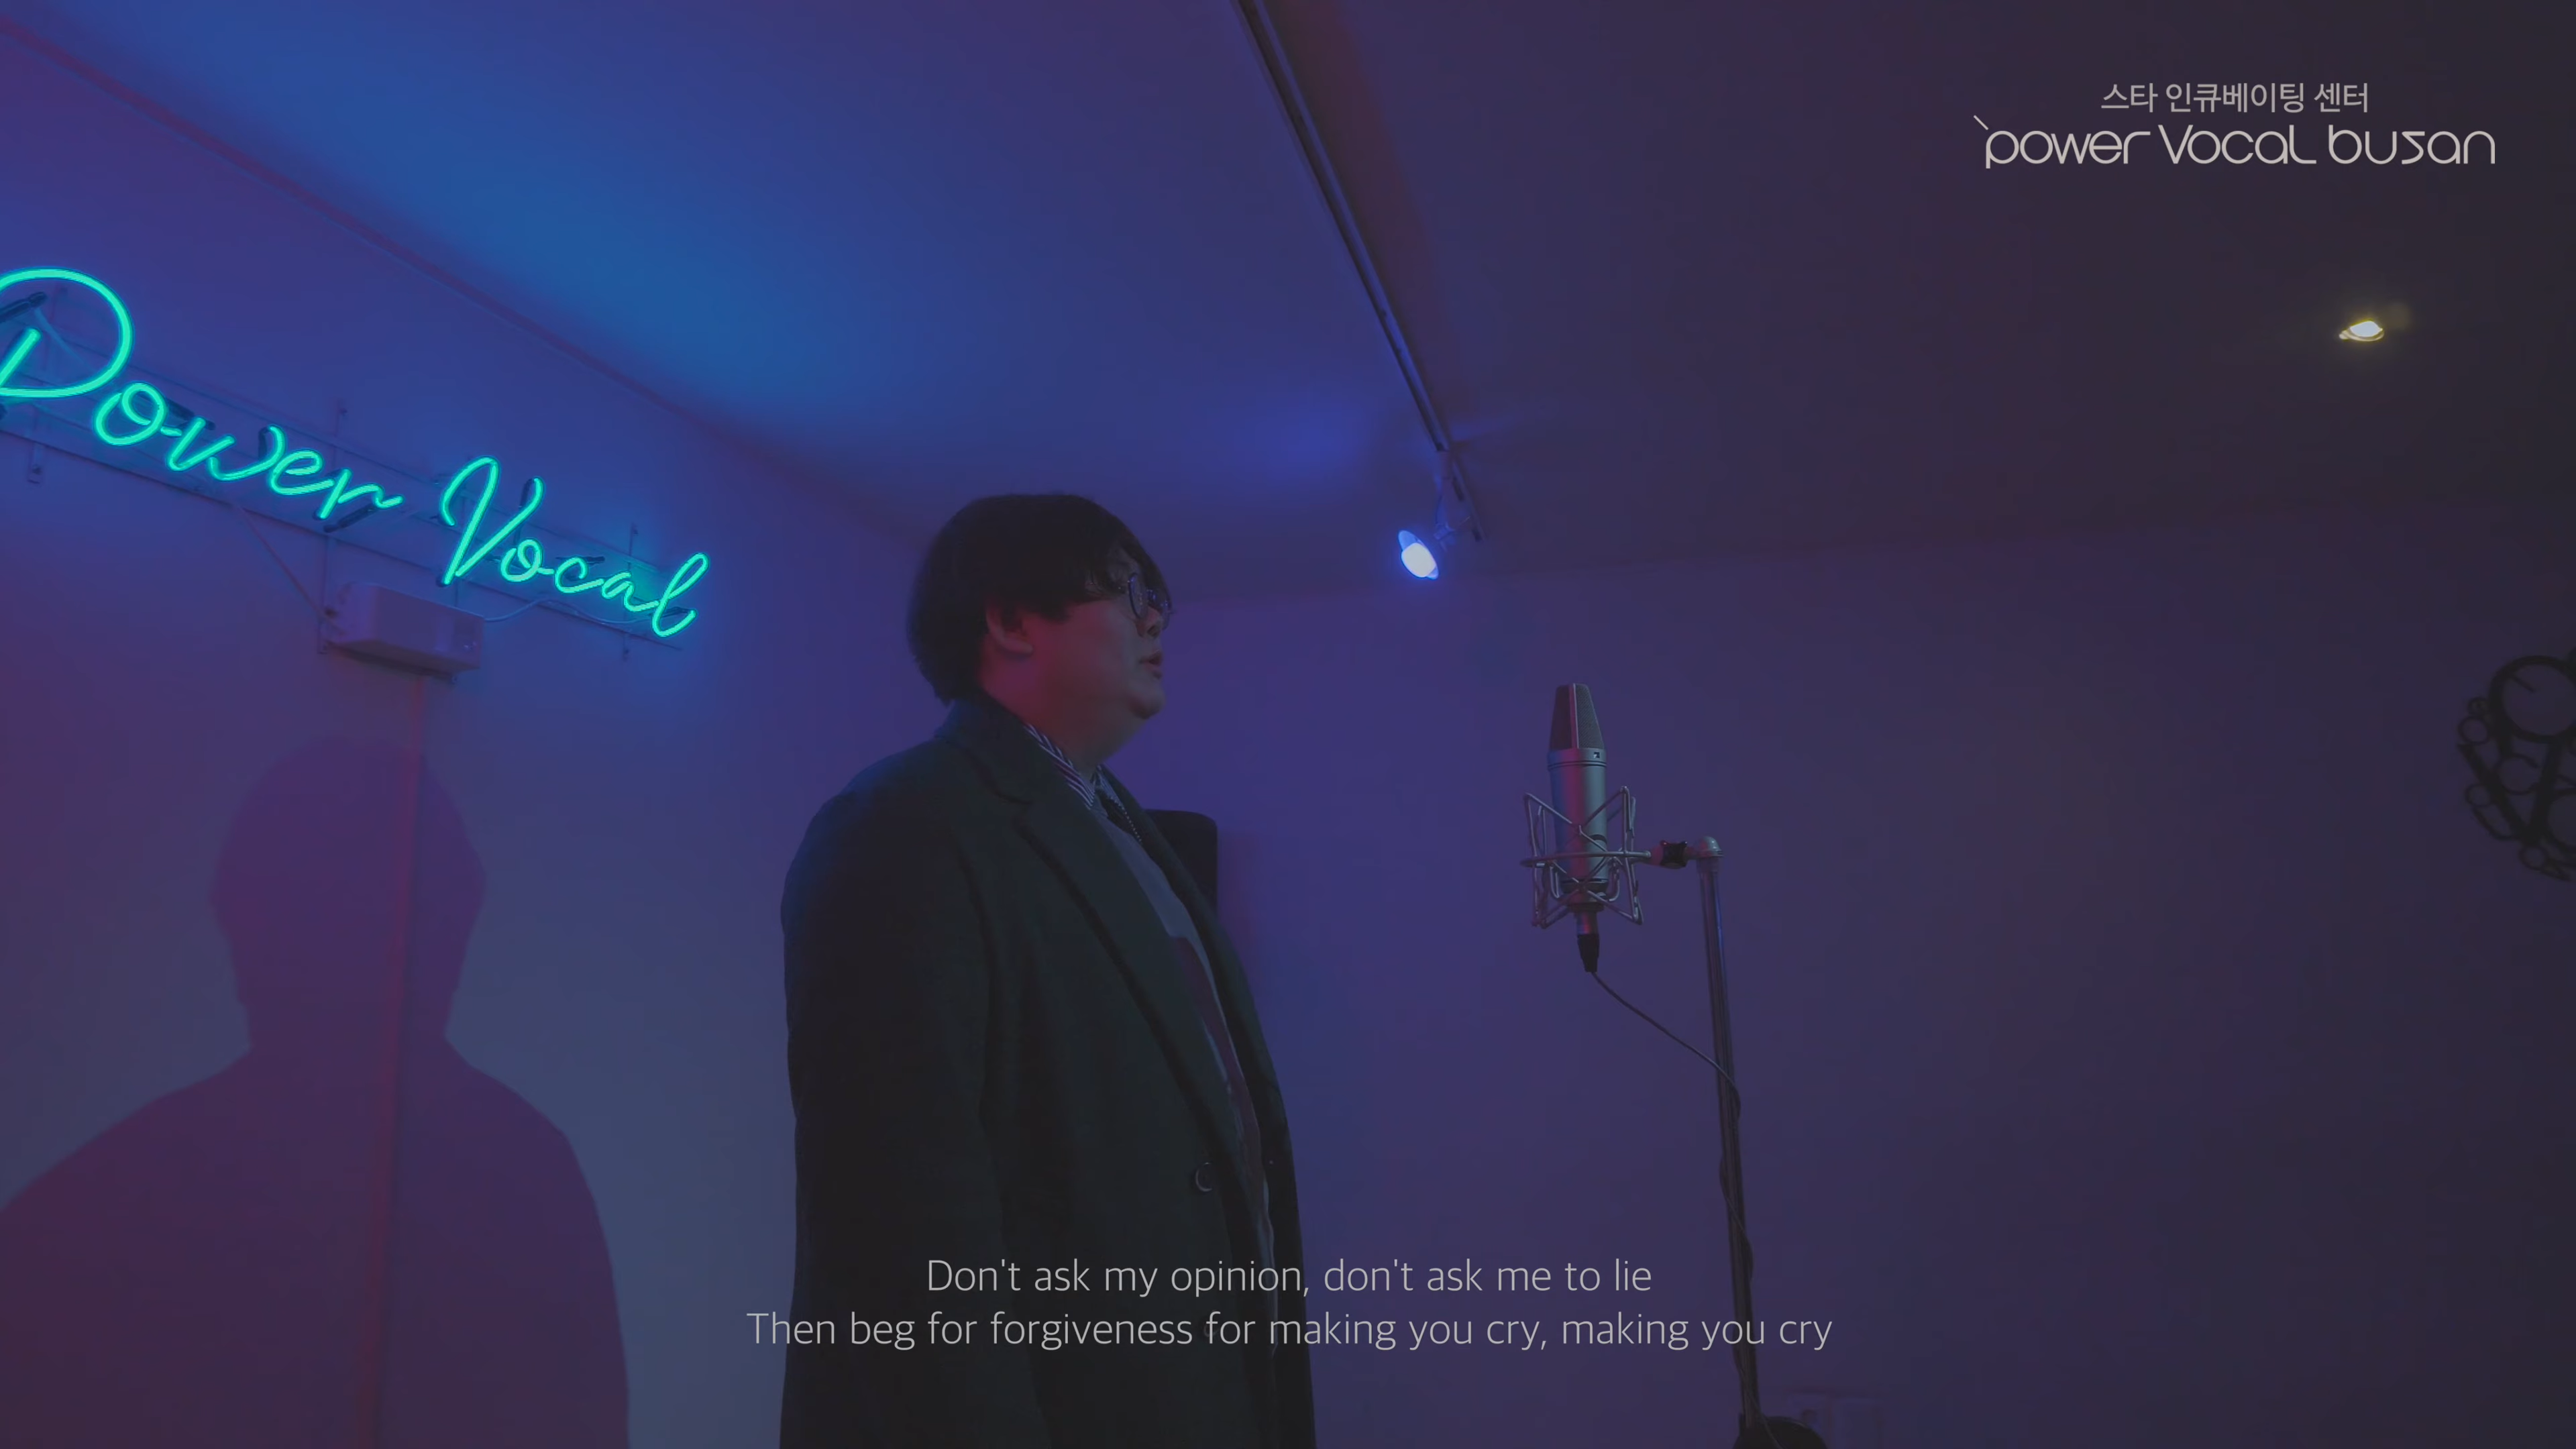 스타 인큐베이팅 센터
power Vocal busan
Power Vocal
Don't ask my opinion, don't ask me to lie
Then beg for forgiveness for making you cry, making you cry